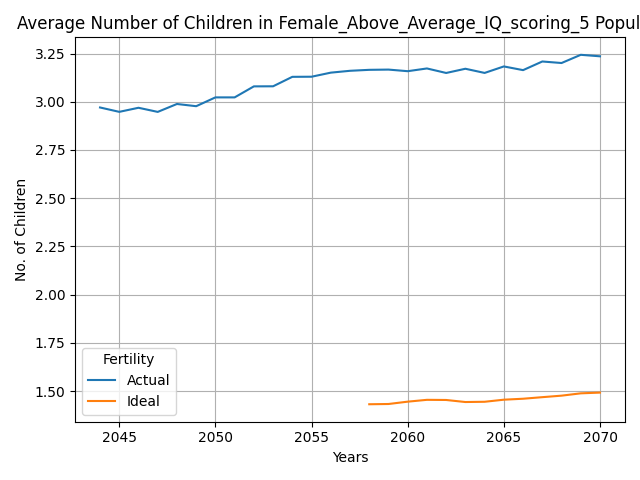 Average Number of Children in Female_Above_Average_IQ_scoring_5 Popul
3.25
3.00
2.75
2.50
2.25
2.00
1.75
1.50
No. of Children
Fertility
Actual
Ideal
2045 2050 2055 2060 2065 2070
Years